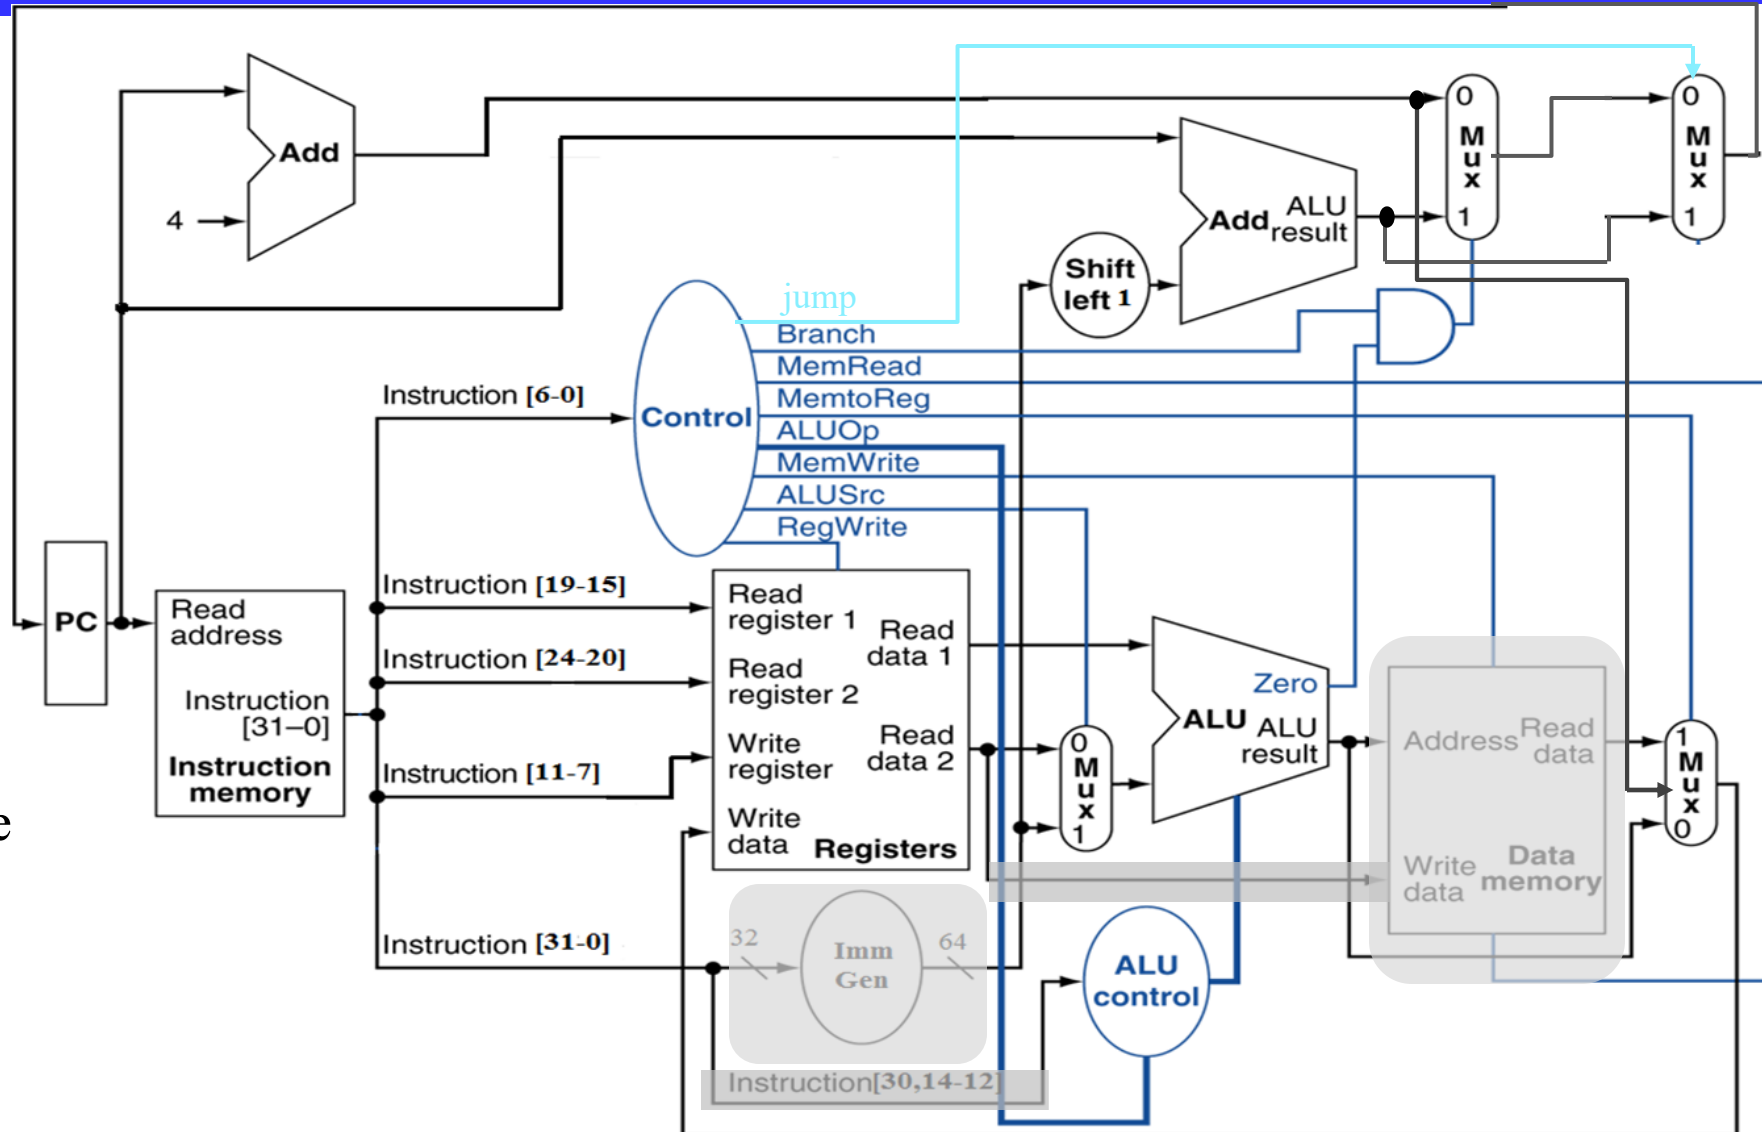 Add
4
0
M
u
x
1
0
M
u
x
1
Add
ALU
result
Shift
left 1
jump
Branch
MemRead
MemtoReg
ALUOp
MemWrite
ALUSrc
RegWrite
Control
Instruction [6-0]
Instruction [19-15]
Instruction [24-20]
Instruction [11-7]
Instruction [31-0]
PC
Read
address
Instruction
[31–0]
Instruction
memory
e
Read
register 1
Read
register 2
Write
register
Write
data
Read
data 1
Read
data 2
Registers
0
M
u
x
1
Zero
ALU
ALU
result
Address
Read
data
Write
data
Data
memory
1
M
u
x
0
32
Imm
Gen
64
ALU
control
Instruction[30,14-12]